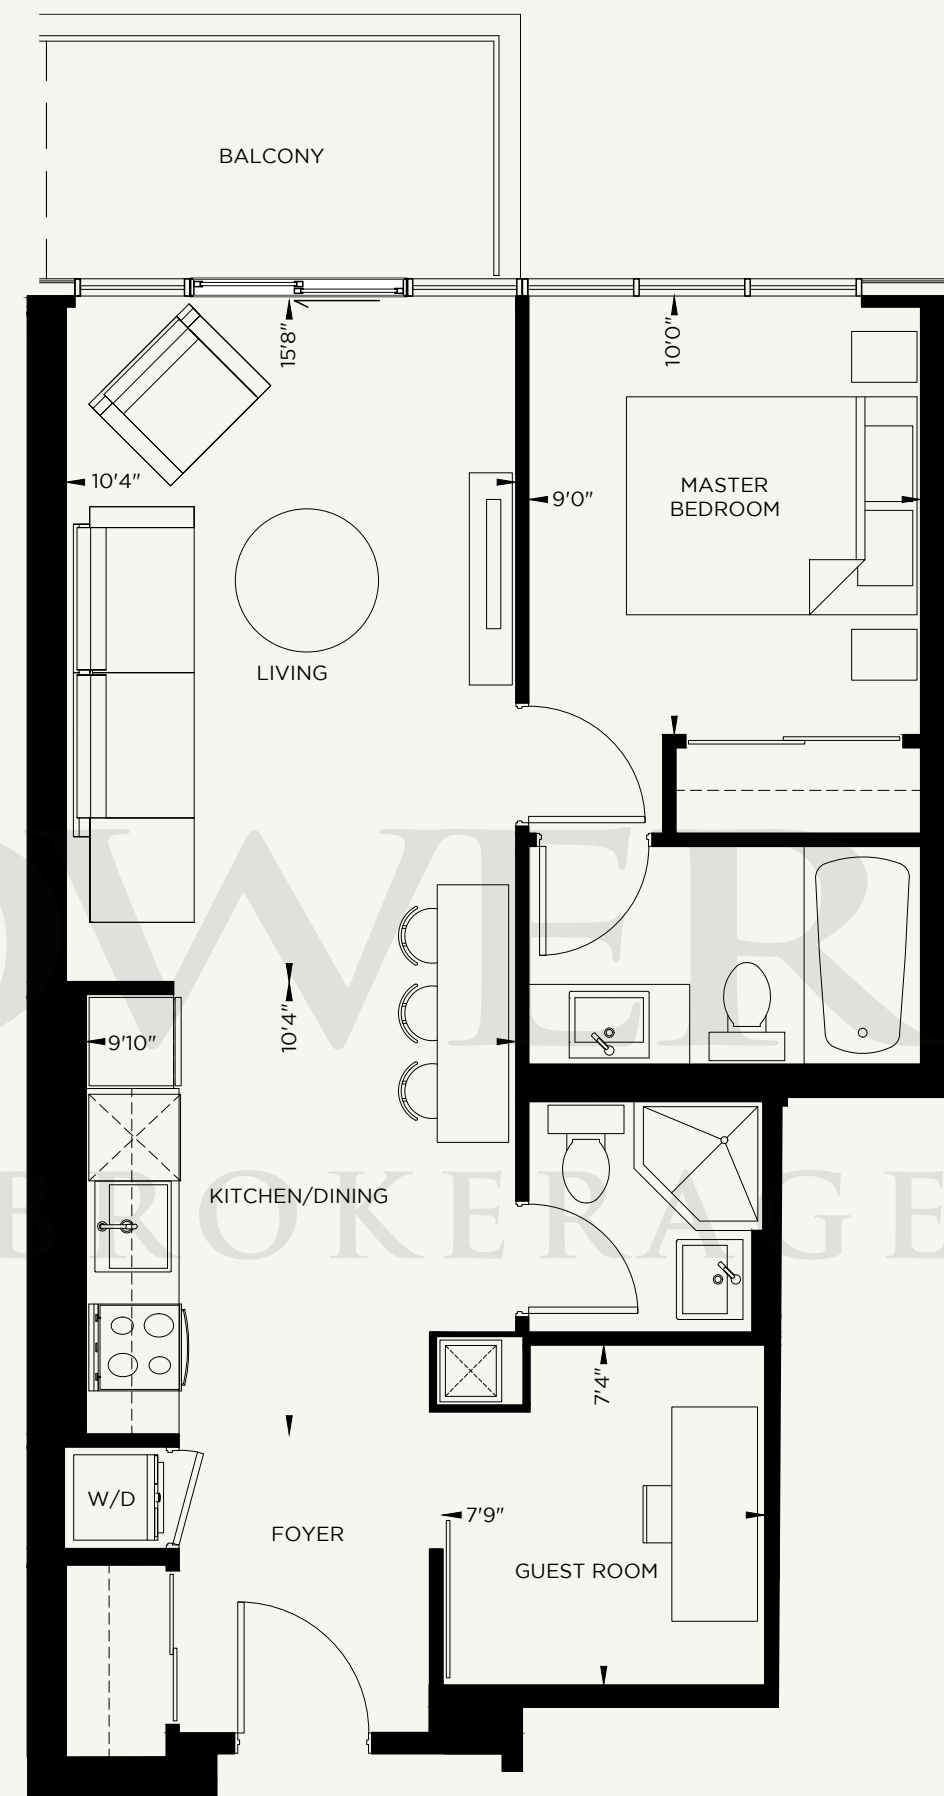 BALCONY
15'8"
10'0"
10'4"
9'0"
MASTER
BEDROOM
LIVING
OWER
10'4"
9'10"
KITCHEN/DINING
BROKERAGE
7'4"
W/D
7'9"
FOYER
GUEST ROOM